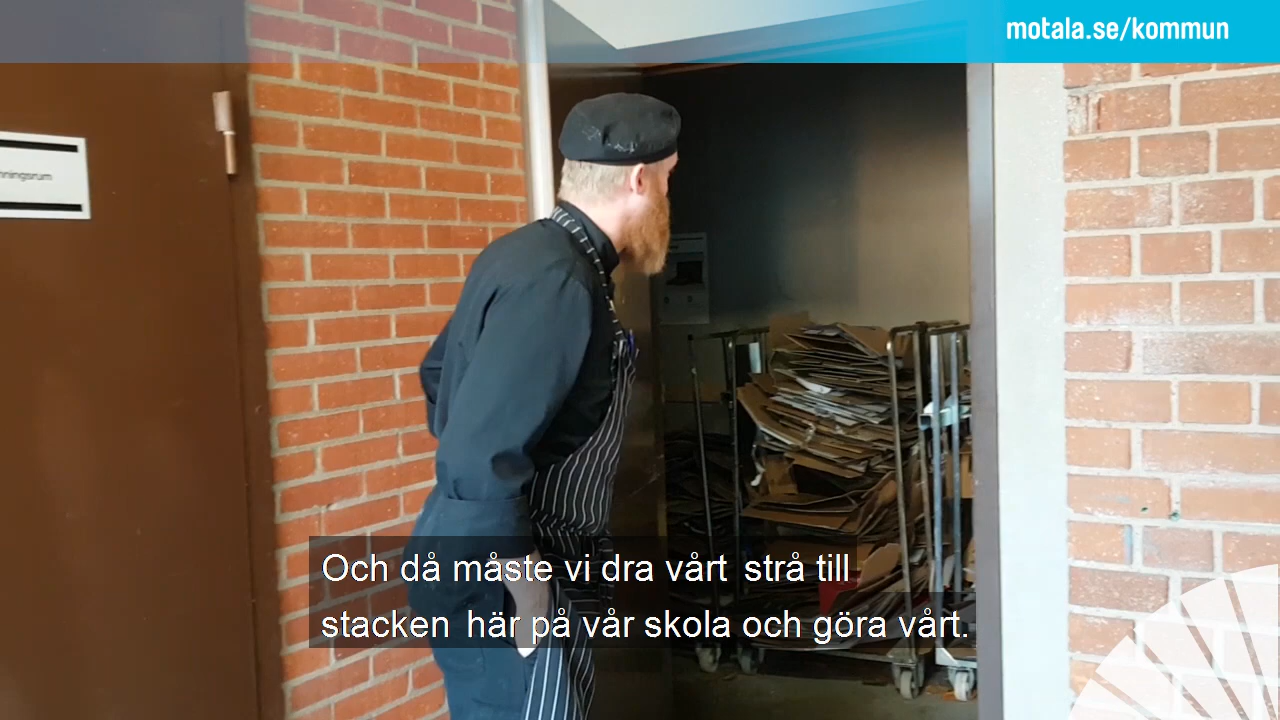 motala.se/kommun
Och då måste vi dra vårt strå till
stacken här på vår skola och göra vårt.